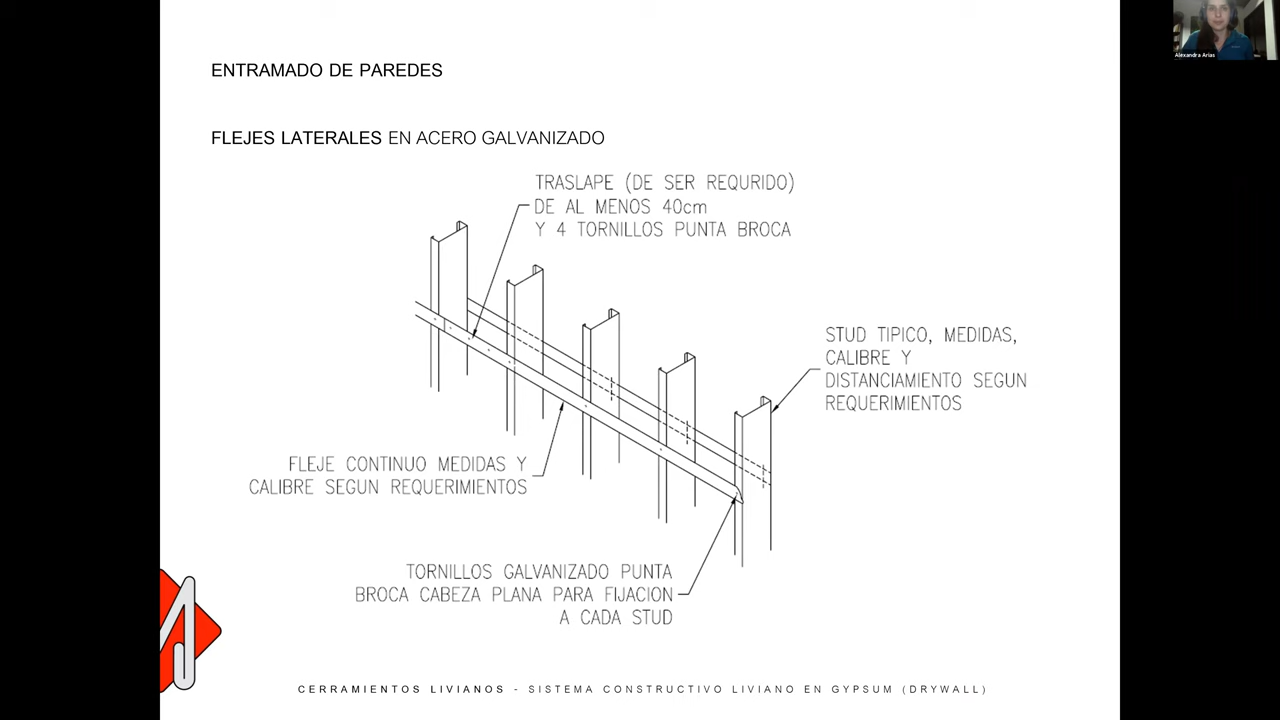 Alexandra Arias
ENTRAMADO DE PAREDES
FLEJES LATERALES EN ACERO GALVANIZADO
TRASLAPE (DE SER REQURIDO)
DE AL MENOS 40cm
Y 4 TORNILLOS PUNTA BROCA
STUD TIPICO, MEDIDAS,
CALIBRE Y
DISTANCIAMIENTO SEGUN
REQUERIMIENTOS
FLEJE CONTINUO MEDIDAS Y
CALIBRE SEGUN REQUERIMIENTOS
TORNILLOS GALVANIZADO PUNTA
BROCA CABEZA PLANA PARA FIJACION
A CADA STUD
CERRAMIENTOS LIVIANOS - SISTEMA CONSTRUCTIVO LIVIANO EN GYPSUM (DRYWALL)